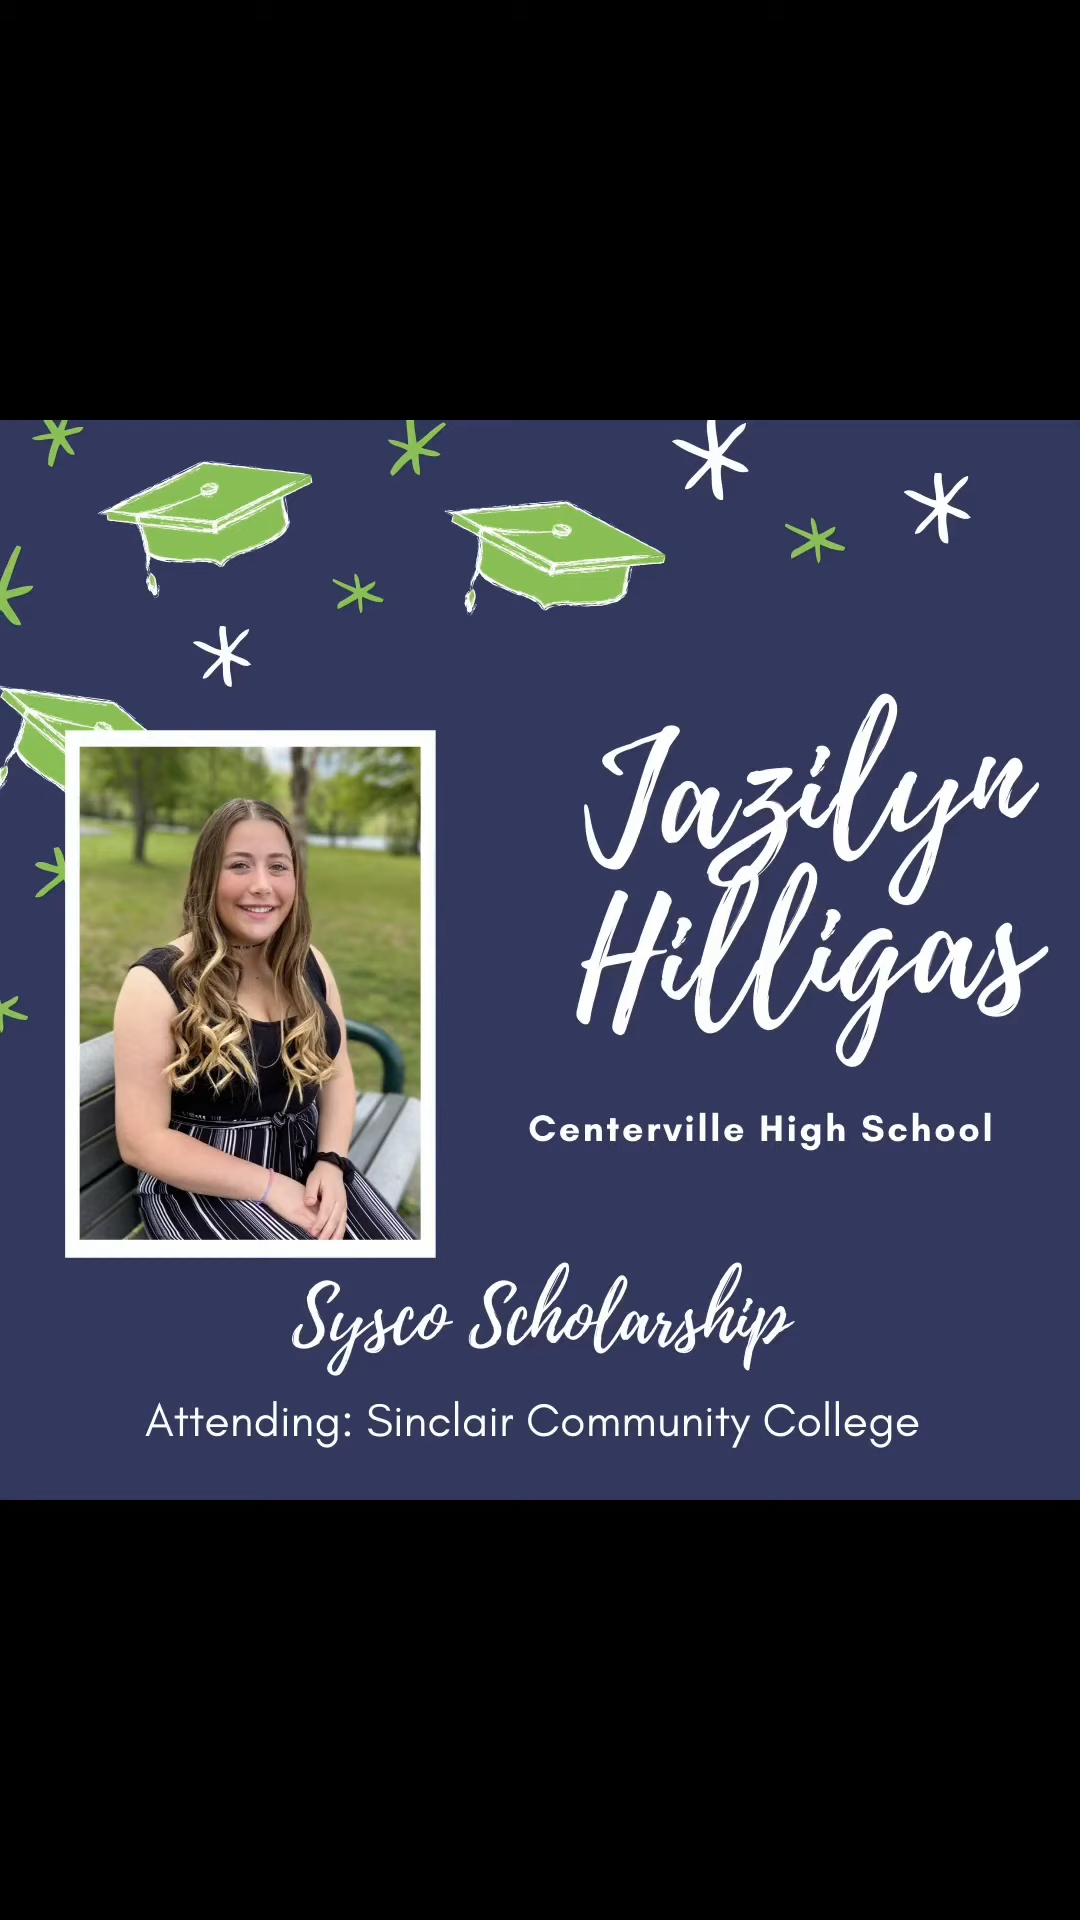 Jazilyn
Hilligas
Centerville High School
Sysco Scholarship
Attending: Sinclair Community College